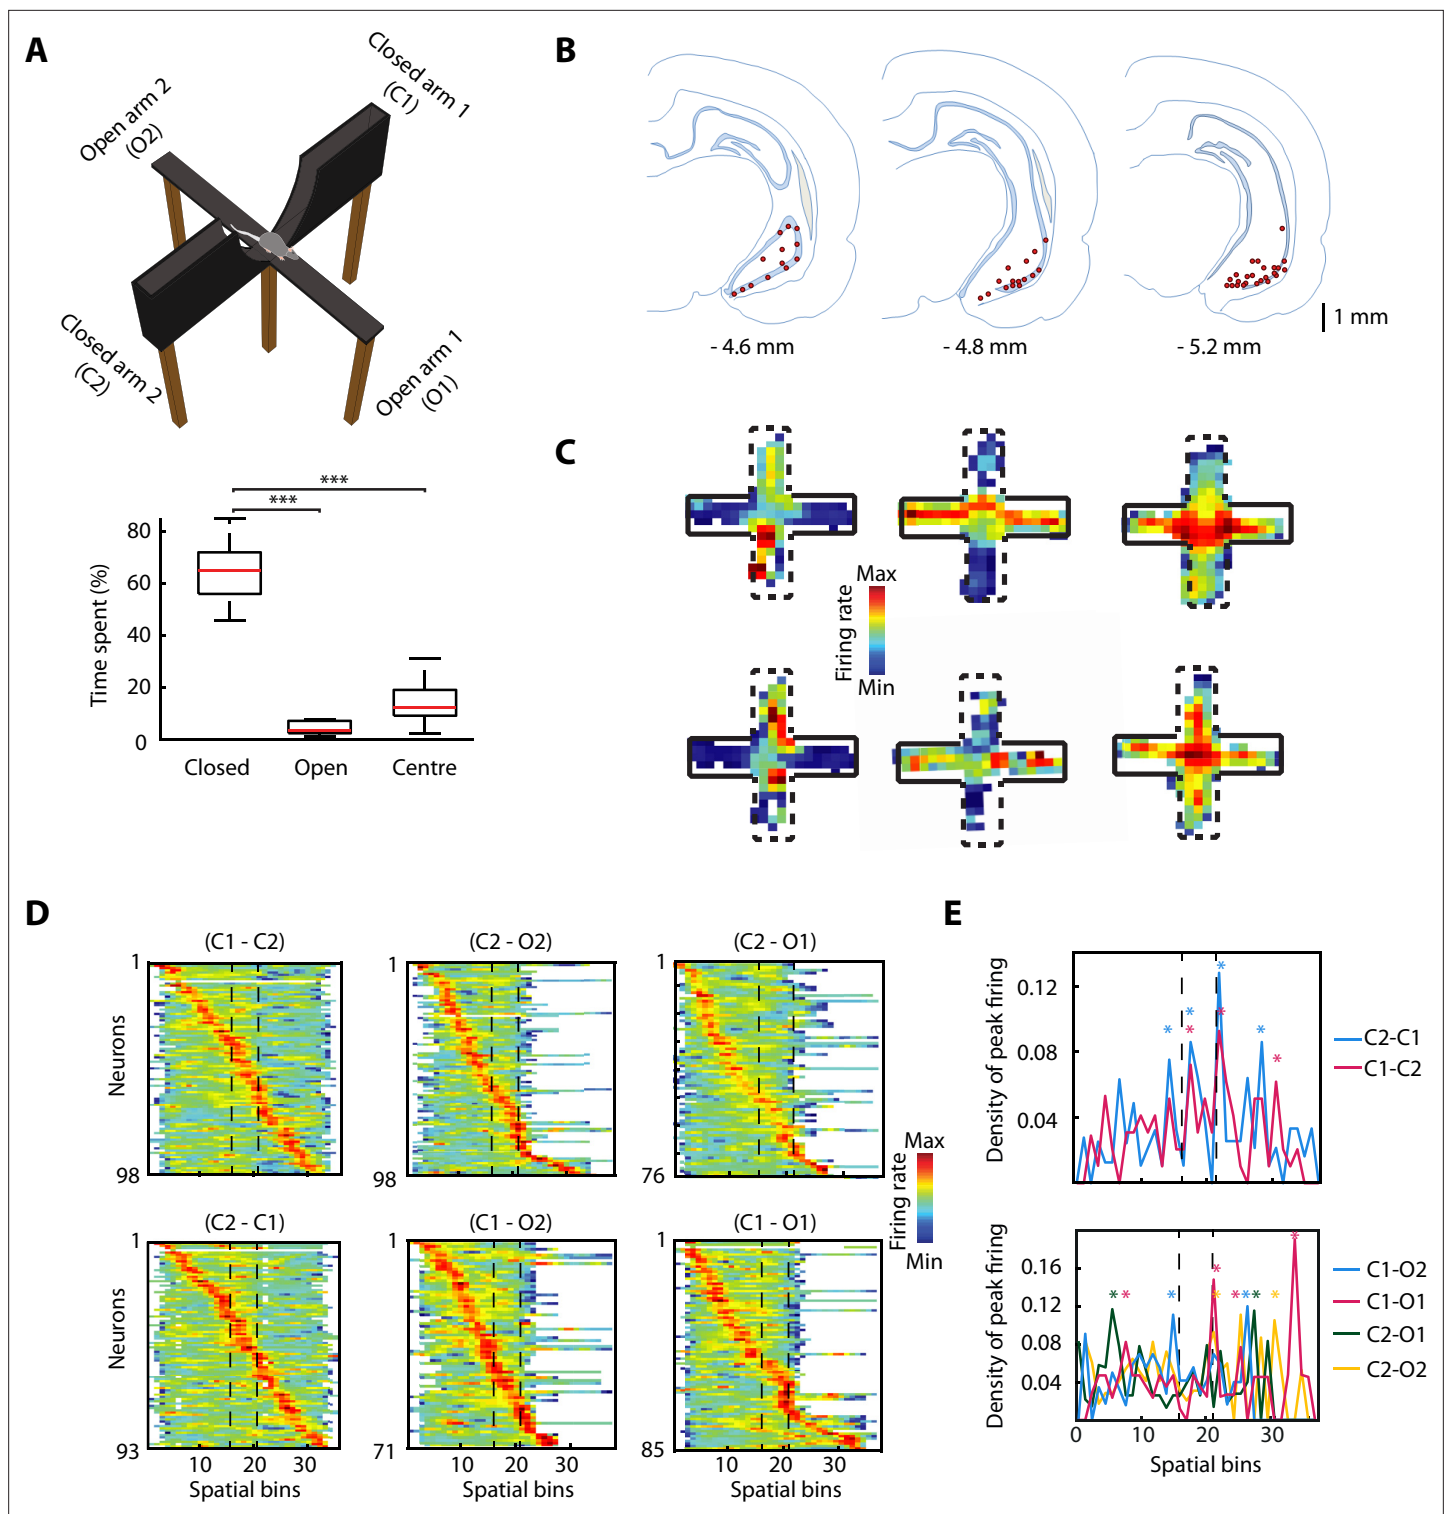 A
Closed arm 1
(C1)
Open arm 2
(O2)
Closed arm 2
(C2)
Open arm 1
(O1)
***
***
Time spent (%)
80
60
40
20
0
Closed Open Centre
B
- 4.6 mm
- 4.8 mm
- 5.2 mm
1 mm
C
Max
Firing rate
Min
D
(C1 - C2)
(C2 - O2)
(C2 - O1)
Neurons
1
98
1
98
1
76
Max
Firing rate
Min
(C2 - C1)
(C1 - O2)
(C1 - O1)
Neurons
1
93
1
71
1
85
10 20 30
10 20 30
10 20 30
Spatial bins
Spatial bins
Spatial bins
E
Density of peak firing
0.12
0.08
0.04
* * * * * * *
C2-C1
C1-C2
Density of peak firing
0.16
0.12
0.08
0.04
* * * * * * * * * *
C1-O2
C1-O1
C2-O1
C2-O2
0 10 20 30
Spatial bins